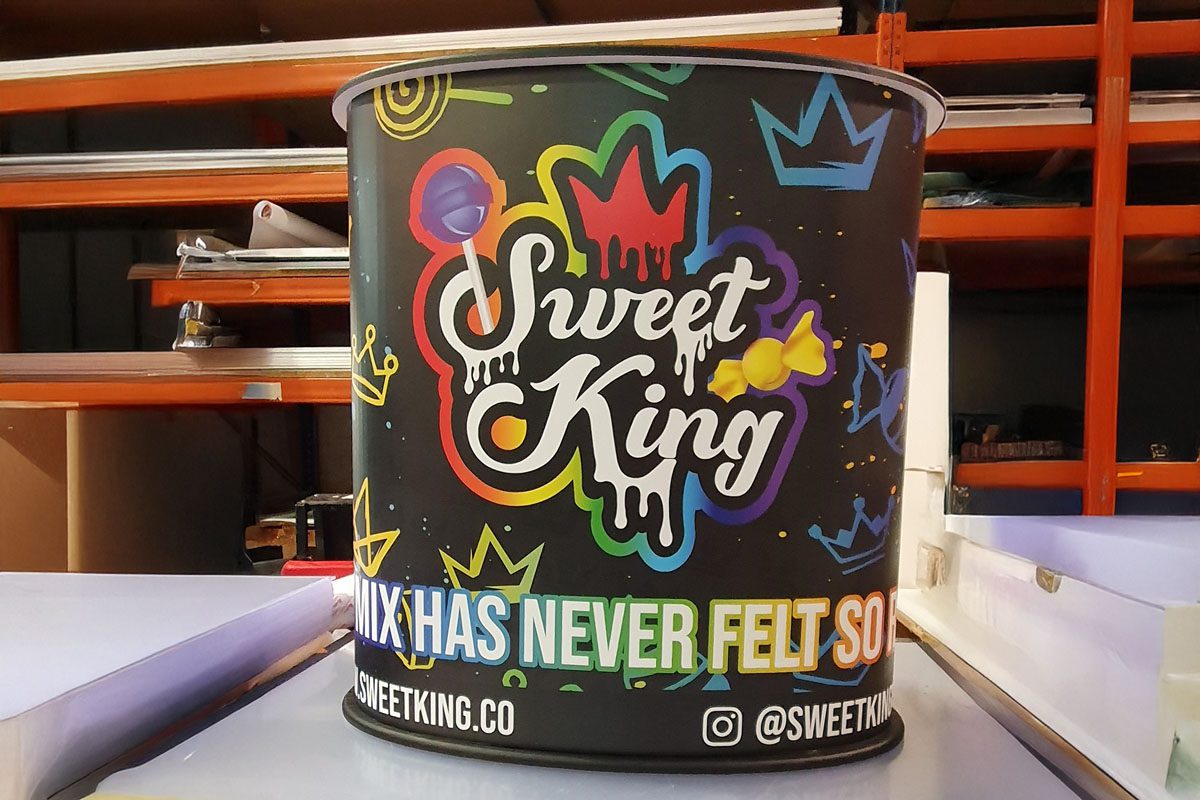 Sweet
King
MIX HAS NEVER FELT SO
.SWEETKING.CO
@SWEETKING